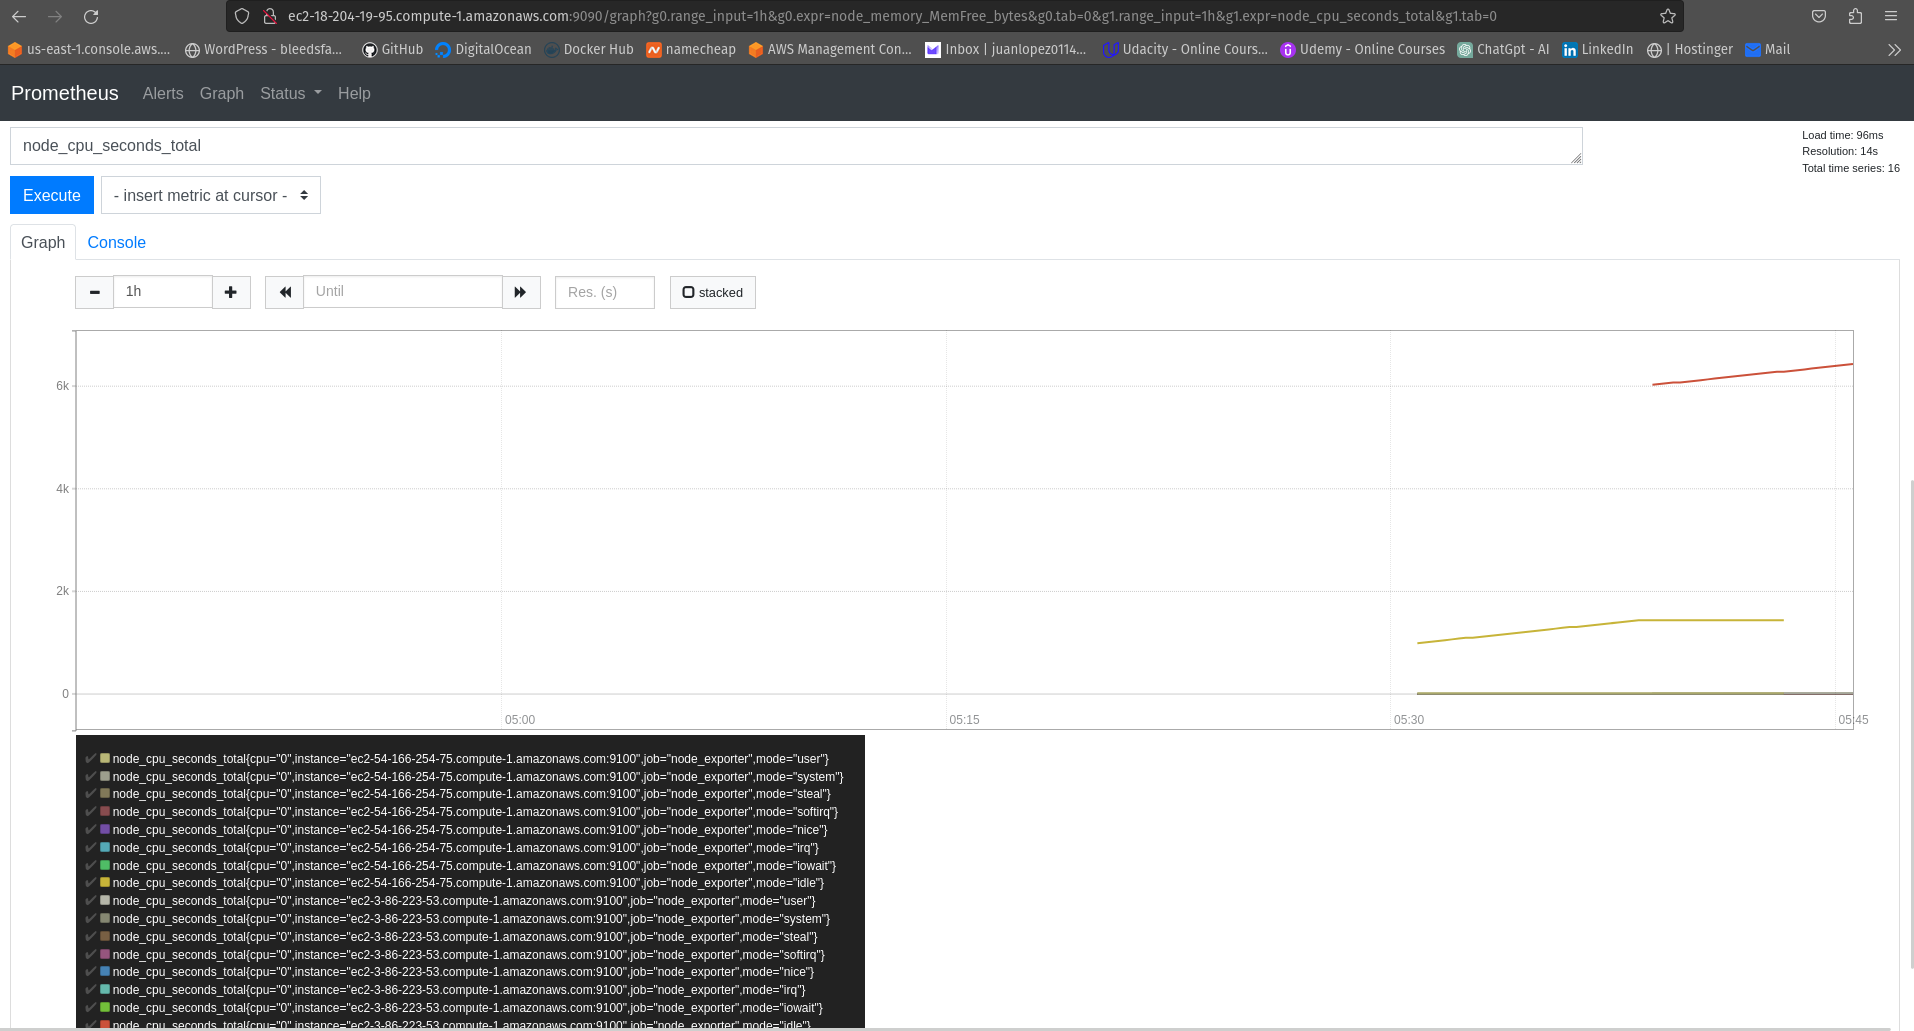 ec2-18-204-19-95.compute-1.amazonaws.com:9090/graph?g0.range_input=1h&g0.expr=node_memory_MemFree_bytes&g0.tab=0&g1.range_input=1h&g1.expr=node_cpu_seconds_total&g1.tab=0
us-east-1.console.aws.... WordPress - bleedsfa... GitHub DigitalOcean Docker Hub namecheap AWS Management Con... Inbox | juanlopez0114... Udacity - Online Cours... Udemy - Online Courses ChatGpt - AI LinkedIn | Hostinger Mail
Prometheus Alerts Graph Status Help
node_cpu_seconds_total
Load time: 96ms
Resolution: 14s
Total time series: 16
Execute - insert metric at cursor -
Graph Console
1h Until Res. (s) stacked
6k
4k
2k
0
05:00 05:15 05:30 05:45
node_cpu_seconds_total{cpu="0",instance="ec2-54-166-254-75.compute-1.amazonaws.com:9100",job="node_exporter",mode="user"}
node_cpu_seconds_total{cpu="0",instance="ec2-54-166-254-75.compute-1.amazonaws.com:9100",job="node_exporter",mode="system"}
node_cpu_seconds_total{cpu="0",instance="ec2-54-166-254-75.compute-1.amazonaws.com:9100",job="node_exporter",mode="steal"}
node_cpu_seconds_total{cpu="0",instance="ec2-54-166-254-75.compute-1.amazonaws.com:9100",job="node_exporter",mode="softirq"}
node_cpu_seconds_total{cpu="0",instance="ec2-54-166-254-75.compute-1.amazonaws.com:9100",job="node_exporter",mode="nice"}
node_cpu_seconds_total{cpu="0",instance="ec2-54-166-254-75.compute-1.amazonaws.com:9100",job="node_exporter",mode="irq"}
node_cpu_seconds_total{cpu="0",instance="ec2-54-166-254-75.compute-1.amazonaws.com:9100",job="node_exporter",mode="iowait"}
node_cpu_seconds_total{cpu="0",instance="ec2-54-166-254-75.compute-1.amazonaws.com:9100",job="node_exporter",mode="idle"}
node_cpu_seconds_total{cpu="0",instance="ec2-3-86-223-53.compute-1.amazonaws.com:9100",job="node_exporter",mode="user"}
node_cpu_seconds_total{cpu="0",instance="ec2-3-86-223-53.compute-1.amazonaws.com:9100",job="node_exporter",mode="system"}
node_cpu_seconds_total{cpu="0",instance="ec2-3-86-223-53.compute-1.amazonaws.com:9100",job="node_exporter",mode="steal"}
node_cpu_seconds_total{cpu="0",instance="ec2-3-86-223-53.compute-1.amazonaws.com:9100",job="node_exporter",mode="softirq"}
node_cpu_seconds_total{cpu="0",instance="ec2-3-86-223-53.compute-1.amazonaws.com:9100",job="node_exporter",mode="nice"}
node_cpu_seconds_total{cpu="0",instance="ec2-3-86-223-53.compute-1.amazonaws.com:9100",job="node_exporter",mode="irq"}
node_cpu_seconds_total{cpu="0",instance="ec2-3-86-223-53.compute-1.amazonaws.com:9100",job="node_exporter",mode="iowait"}
node_cpu_seconds_total{cpu="0",instance="ec2-3-86-223-53.compute-1.amazonaws.com:9100",job="node_exporter",mode="idle"}